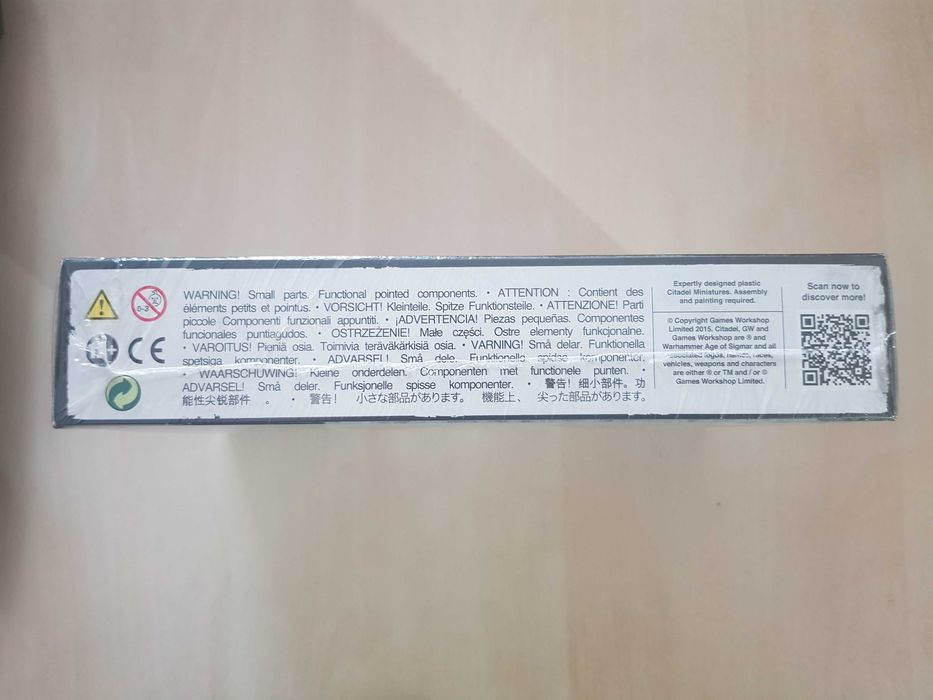 WARNING! Small parts. Functional pointed components. • ATTENTION : Contient des
éléments petits et pointus. • VORSICHT! Kleinteile. Spitze Funktionsteile. • ATTENZIONE! Parti
piccole Componenti funzionali appuntiti. • ¡ADVERTENCIA! Piezas pequeñas. Componentes
funcionales puntiagudos. • OSTRZEŻENIE! Małe części. Ostre elementy funkcjonalne.
• VAROITUS! Pieniä osia. Toimivia teräväkärkisiä osia. • VARNING! Små delar. Funktionella
spetsiga komponenter. • ADVARSEL! Små dele. Funktionelle spidse komponenter.
• WAARSCHUWING! Kleine onderdelen. Componenten met functionele punten. •
ADVARSEL! Små deler. Funksjonelle spisse komponenter. • 警告! 细小部件。功
能性尖锐部件 。 • 警告! 小さな部品があります。 機能上、 尖った部品があります。
0-3
CE
Expertly designed plastic
Citadel Miniatures. Assembly
and painting required.
© Copyright Games Workshop
Limited 2015. Citadel, GW and
Games Workshop are ® and
Warhammer Age of Sigmar and all
associated logos, names, races,
vehicles, weapons and characters
are either ® or TM and / or ©
Games Workshop Limited.
Scan now to
discover more!